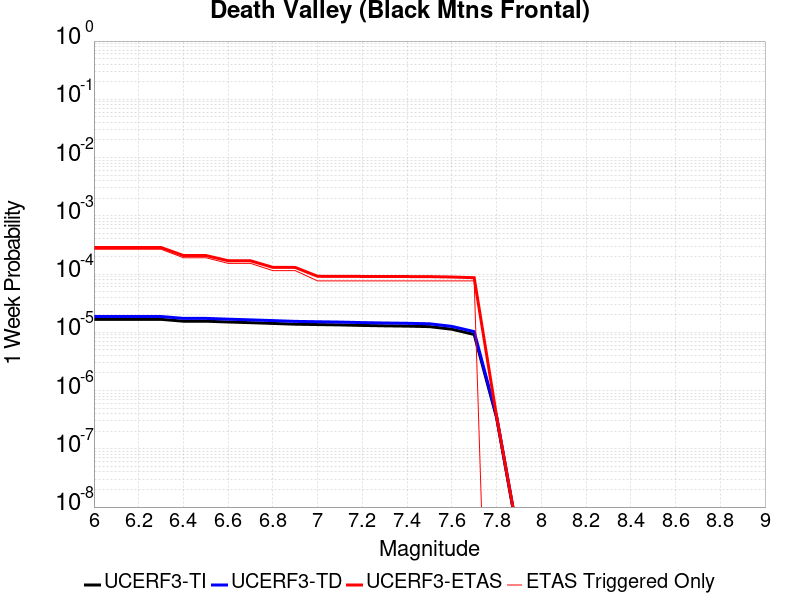 Death Valley (Black Mtns Frontal)
10 0
10 -1
10 -2
10 -3
10 -4
10 -5
10 -6
10 -7
10 -8
1 Week Probability
6 6.2 6.4 6.6 6.8 7 7.2 7.4 7.6 7.8 8 8.2 8.4 8.6 8.8 9
Magnitude
UCERF3-TI UCERF3-TD UCERF3-ETAS ETAS Triggered Only